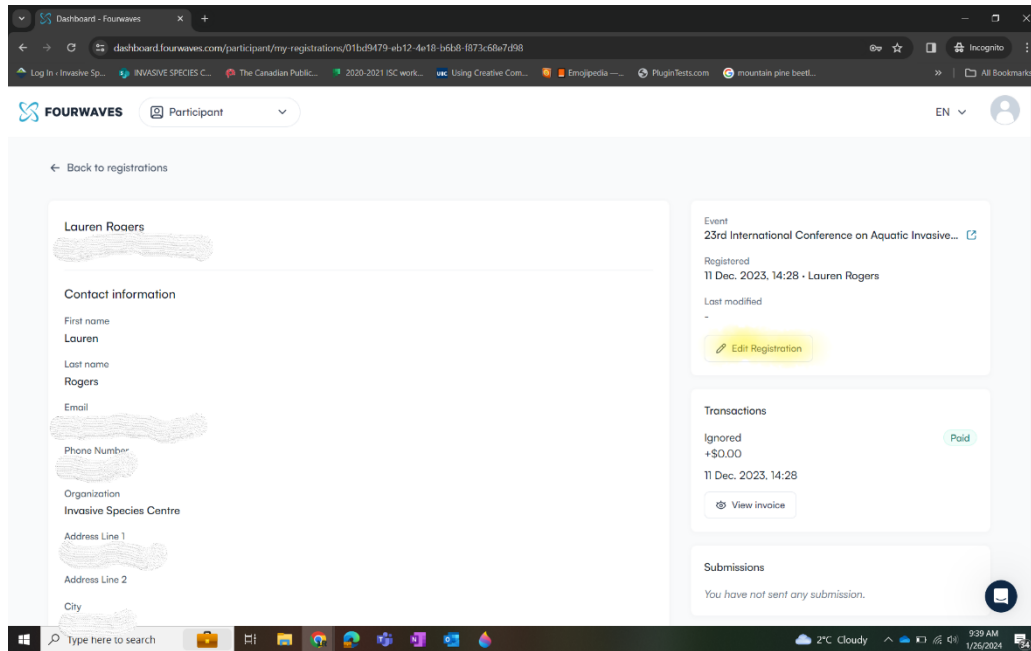 Dashboard - Fourwaves
dashboard.fourwaves.com/participant/my-registrations/01bd9479-eb12-4e18-b6b8-f873c68e7d98
Incognito
Log In ‹ Invasive Sp...
INVASIVE SPECIES C...
The Canadian Public...
2020-2021 ISC work...
UBC Using Creative Com...
Emojipedia —...
PluginTests.com
mountain pine beetl...
»
All Bookmarks
FOURWAVES
Participant
EN
← Back to registrations
Lauren Rogers
Contact information
First name
Lauren
Last name
Rogers
Email
Phone Number
Organization
Invasive Species Centre
Address Line 1
Address Line 2
City
Event
23rd International Conference on Aquatic Invasive...
Registered
11 Dec. 2023, 14:28 • Lauren Rogers
Last modified
-
Edit Registration
Transactions
Ignored
Paid
+$0.00
11 Dec. 2023, 14:28
View invoice
Submissions
You have not sent any submission.
Type here to search
2°C Cloudy
9:39 AM
1/26/2024